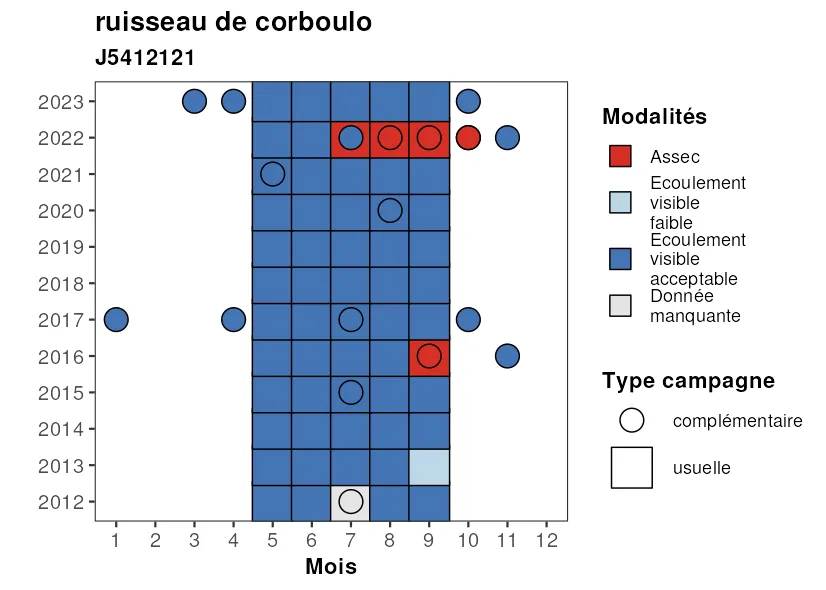 ruisseau de corboulo
J5412121
2023
2022
2021
2020
2019
2018
2017
2016
2015
2014
2013
2012
1 2 3 4 5 6 7 8 9 10 11 12
Mois
Modalités
Assec
Ecoulement
visible
faible
Ecoulement
visible
acceptable
Donnée
manquante
Type campagne
complémentaire
usuelle